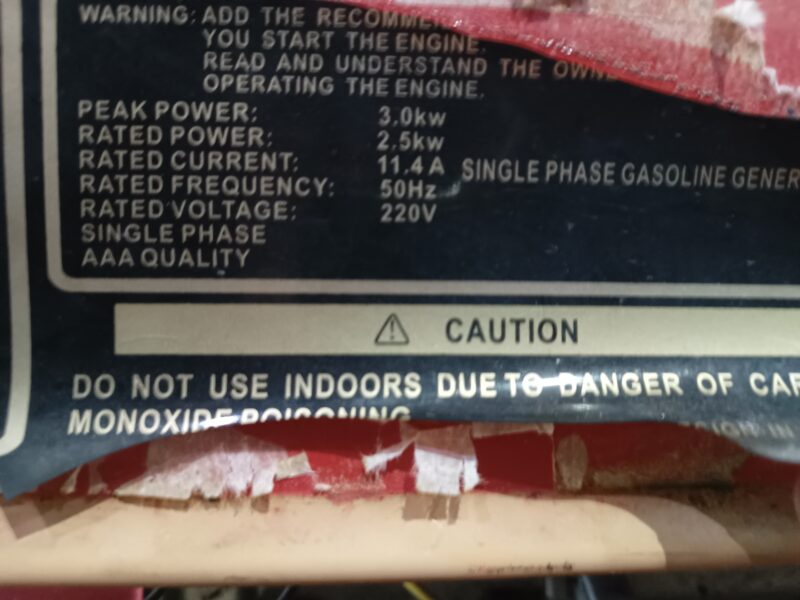 WARNING: ADD THE
YOU START THE ENGINE.
READ AND UNDERSTAND THE
OPERATING THE ENGINE.
PEAK POWER: 3.0kw
RATED POWER: 2.5kw
RATED CURRENT: 11.4A SINGLE PHASE GASOLINE
RATED FREQUENCY: 50Hz
RATED VOLTAGE: 220V
SINGLE PHASE
AAA QUALITY
⚠ CAUTION
DO NOT USE INDOORS DUE TO DANGER OF
MONOXIDE POISONING